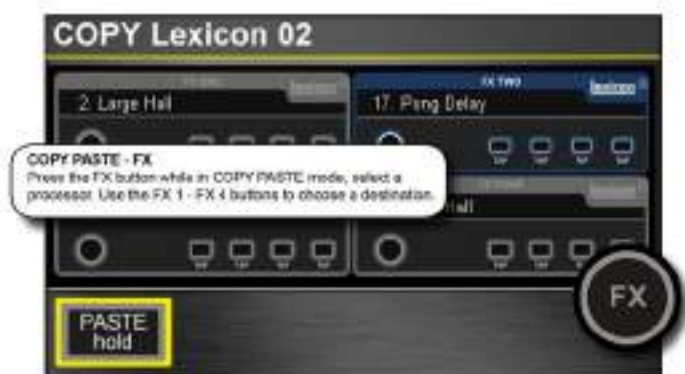 COPY Lexicon 02
FX TWO
lexicon
2. Large Hall
17. Pong Delay
COPY PASTE - FX
Press the FX button while in COPY PASTE mode, select a
processor. Use the FX 1 - FX 4 buttons to choose a destination.
Hall
FX
PASTE
hold